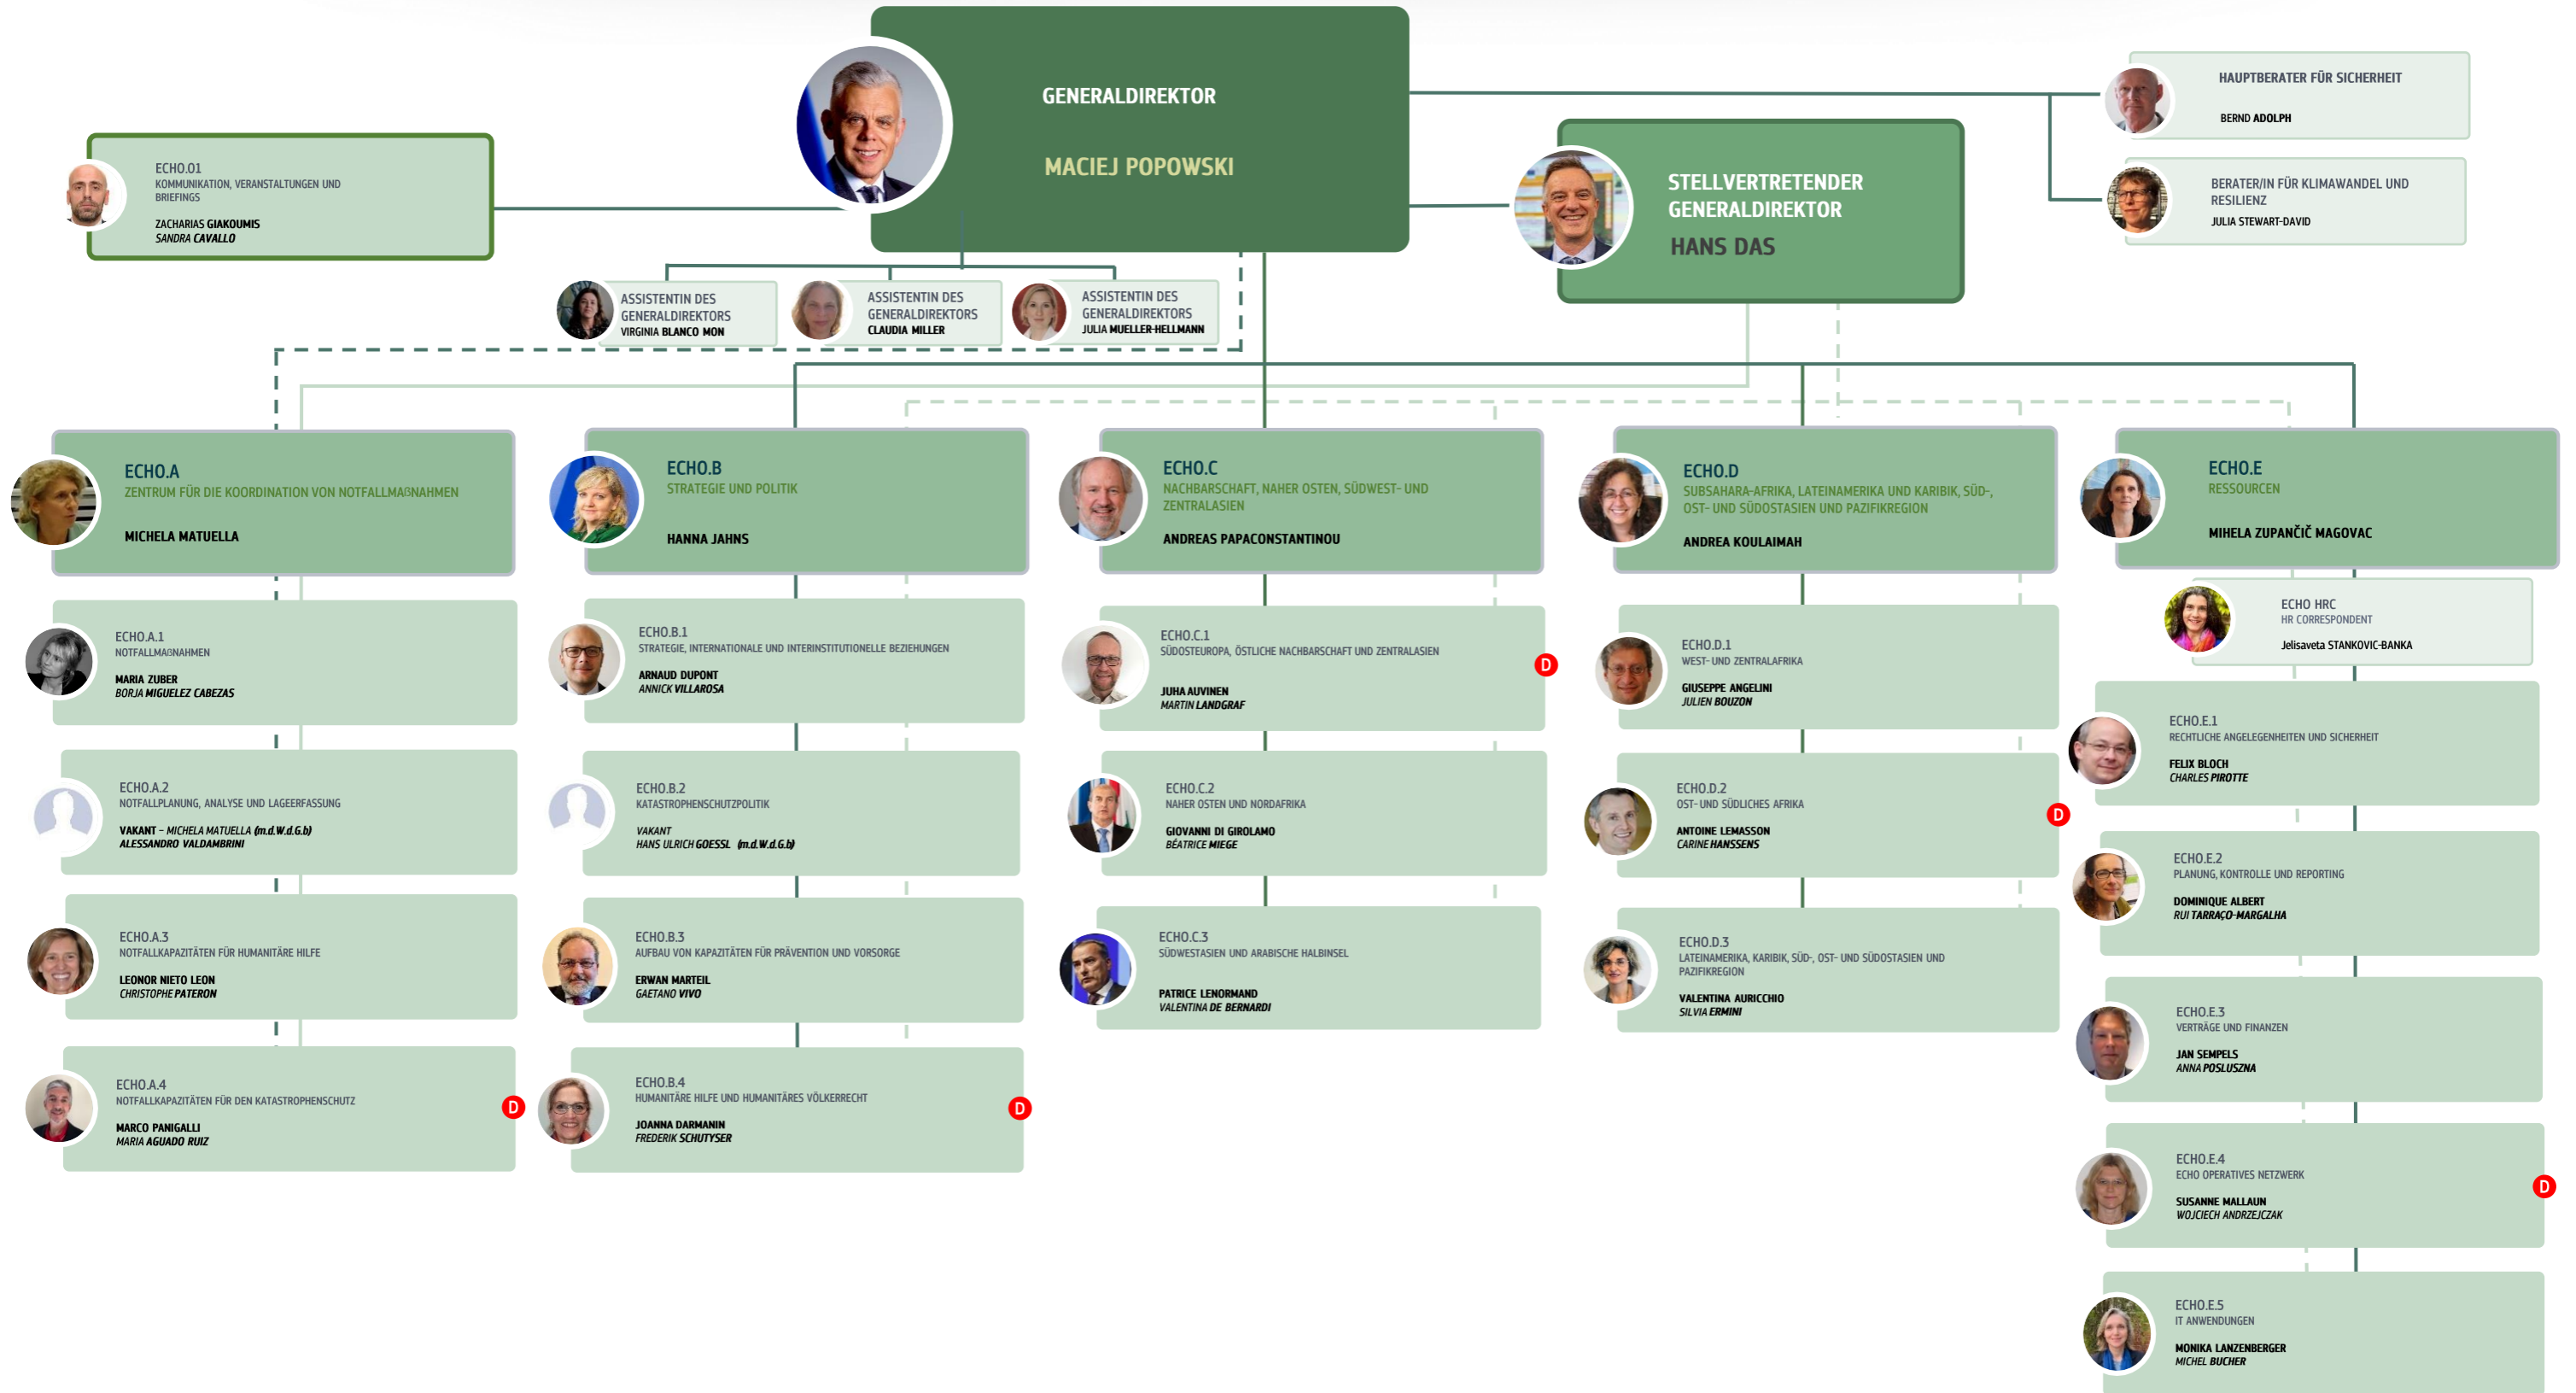 GENERALDIREKTOR
MACIEJ POPOWSKI
HAUPTBERATER FÜR SICHERHEIT
BERND ADOLPH
BERATER/IN FÜR KLIMAWANDEL UND
RESILIENZ
JULIA STEWART-DAVID
STELLVERTRETENDER
GENERALDIREKTOR
HANS DAS
ECHO.01
KOMMUNIKATION, VERANSTALTUNGEN UND
BRIEFINGS
ZACHARIAS GIAKOUMIS
SANDRA CAVALLO
ASSISTENTIN DES
GENERALDIREKTORS
VIRGINIA BLANCO MON
ASSISTENTIN DES
GENERALDIREKTORS
CLAUDIA MILLER
ASSISTENTIN DES
GENERALDIREKTORS
JULIA MUELLER-HELLMANN
ECHO.A
ZENTRUM FÜR DIE KOORDINATION VON NOTFALLMAßNAHMEN
MICHELA MATUELLA
ECHO.A.1
NOTFALLMAßNAHMEN
MARIA ZUBER
BORJA MIGUELEZ CABEZAS
ECHO.A.2
NOTFALLPLANUNG, ANALYSE UND LAGEERFASSUNG
VAKANT – MICHELA MATUELLA (m.d.W.d.G.b)
ALESSANDRO VALDAMBRINI
ECHO.A.3
NOTFALLKAPAZITÄTEN FÜR HUMANITÄRE HILFE
LEONOR NIETO LEON
CHRISTOPHE PATERON
ECHO.A.4
NOTFALLKAPAZITÄTEN FÜR DEN KATASTROPHENSCHUTZ
MARCO PANIGALLI
MARIA AGUADO RUIZ
D
ECHO.B
STRATEGIE UND POLITIK
HANNA JAHNS
ECHO.B.1
STRATEGIE, INTERNATIONALE UND INTERINSTITUTIONELLE BEZIEHUNGEN
ARNAUD DUPONT
ANNICK VILLAROSA
ECHO.B.2
KATASTROPHENSCHUTZPOLITIK
VAKANT
HANS ULRICH GOESSL (m.d.W.d.G.b)
ECHO.B.3
AUFBAU VON KAPAZITÄTEN FÜR PRÄVENTION UND VORSORGE
ERWAN MARTEIL
GAETANO VIVO
ECHO.B.4
HUMANITÄRE HILFE UND HUMANITÄRES VÖLKERRECHT
JOANNA DARMANIN
FREDERIK SCHUTYSER
D
ECHO.C
NACHBARSCHAFT, NAHER OSTEN, SÜDWEST- UND
ZENTRALASIEN
ANDREAS PAPACONSTANTINOU
ECHO.C.1
SÜDOSTEUROPA, ÖSTLICHE NACHBARSCHAFT UND ZENTRALASIEN
JUHA AUVINEN
MARTIN LANDGRAF
D
ECHO.C.2
NAHER OSTEN UND NORDAFRIKA
GIOVANNI DI GIROLAMO
BÉATRICE MIEGE
ECHO.C.3
SÜDWESTASIEN UND ARABISCHE HALBINSEL
PATRICE LENORMAND
VALENTINA DE BERNARDI
ECHO.D
SUBSAHARA-AFRIKA, LATEINAMERIKA UND KARIBIK, SÜD-,
OST- UND SÜDOSTASIEN UND PAZIFIKREGION
ANDREA KOULAIMAH
ECHO.D.1
WEST- UND ZENTRALAFRIKA
GIUSEPPE ANGELINI
JULIEN BOUZON
ECHO.D.2
OST- UND SÜDLICHES AFRIKA
ANTOINE LEMASSON
CARINE HANSSENS
D
ECHO.D.3
LATEINAMERIKA, KARIBIK, SÜD-, OST- UND SÜDOSTASIEN UND
PAZIFIKREGION
VALENTINA AURICCHIO
SILVIA ERMINI
ECHO.E
RESSOURCEN
MIHELA ZUPANČIČ MAGOVAC
ECHO HRC
HR CORRESPONDENT
Jelisaveta STANKOVIC-BANKA
ECHO.E.1
RECHTLICHE ANGELEGENHEITEN UND SICHERHEIT
FELIX BLOCH
CHARLES PIROTTE
ECHO.E.2
PLANUNG, KONTROLLE UND REPORTING
DOMINIQUE ALBERT
RUI TARRAÇO-MARGALHA
ECHO.E.3
VERTRÄGE UND FINANZEN
JAN SEMPELS
ANNA POSLUSZNA
ECHO.E.4
ECHO OPERATIVES NETZWERK
SUSANNE MALLAUN
WOJCIECH ANDRZEJCZAK
D
ECHO.E.5
IT ANWENDUNGEN
MONIKA LANZENBERGER
MICHEL BUCHER